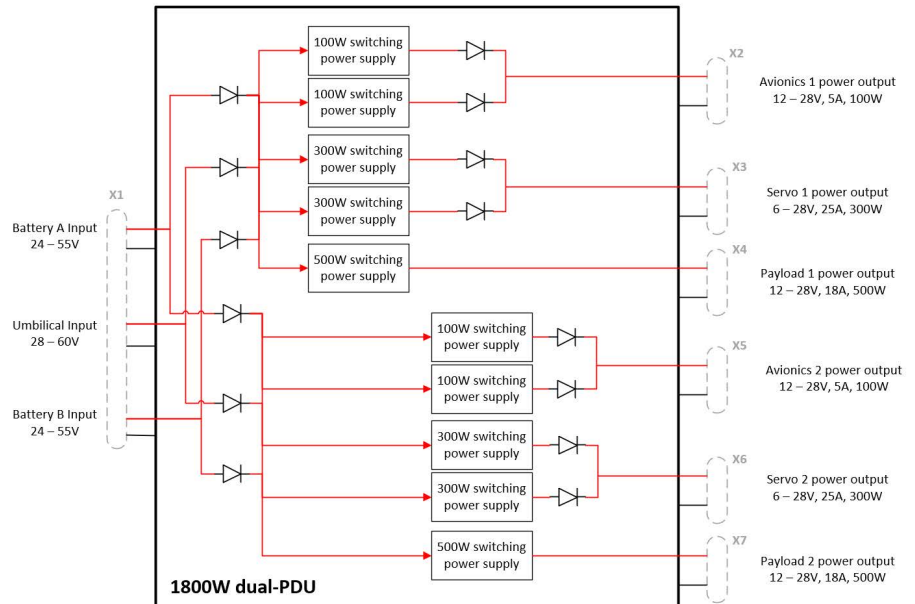 X1
Battery A Input
24 – 55V
Umbilical Input
28 – 60V
Battery B Input
24 – 55V
100W switching
power supply
100W switching
power supply
300W switching
power supply
300W switching
power supply
500W switching
power supply
100W switching
power supply
100W switching
power supply
300W switching
power supply
300W switching
power supply
500W switching
power supply
1800W dual-PDU
X2
Avionics 1 power output
12 – 28V, 5A, 100W
X3
Servo 1 power output
6 – 28V, 25A, 300W
X4
Payload 1 power output
12 – 28V, 18A, 500W
X5
Avionics 2 power output
12 – 28V, 5A, 100W
X6
Servo 2 power output
6 – 28V, 25A, 300W
X7
Payload 2 power output
12 – 28V, 18A, 500W